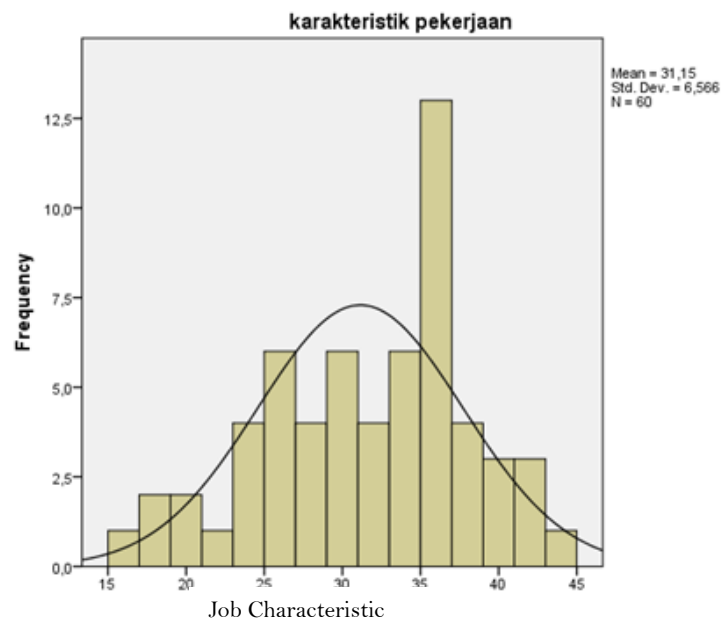 karakteristik pekerjaan
Mean = 31,15
Std. Dev. = 6,566
N = 60
Frequency
12,5
10,0
7,5
5,0
2,5
0,0
15 20 25 30 35 40 45
Job Characteristic